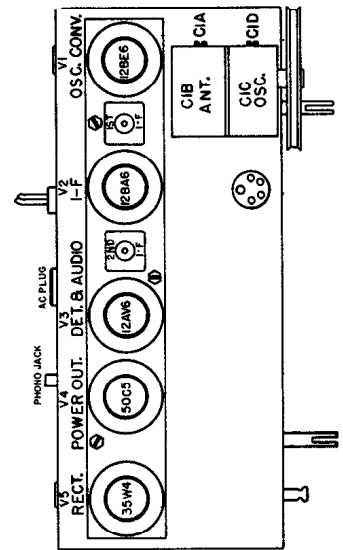 C1A
C1D
C1B
ANT.
C1C
OSC.
V1
OSC. CONV.
12BE6
1ST
I-F
V2
I-F
12BA6
2ND
I-F
AC PLUG
V3
DET. & AUDIO
12AV6
PHONO JACK
V4
POWER OUT.
50C5
V5
RECT.
35W4